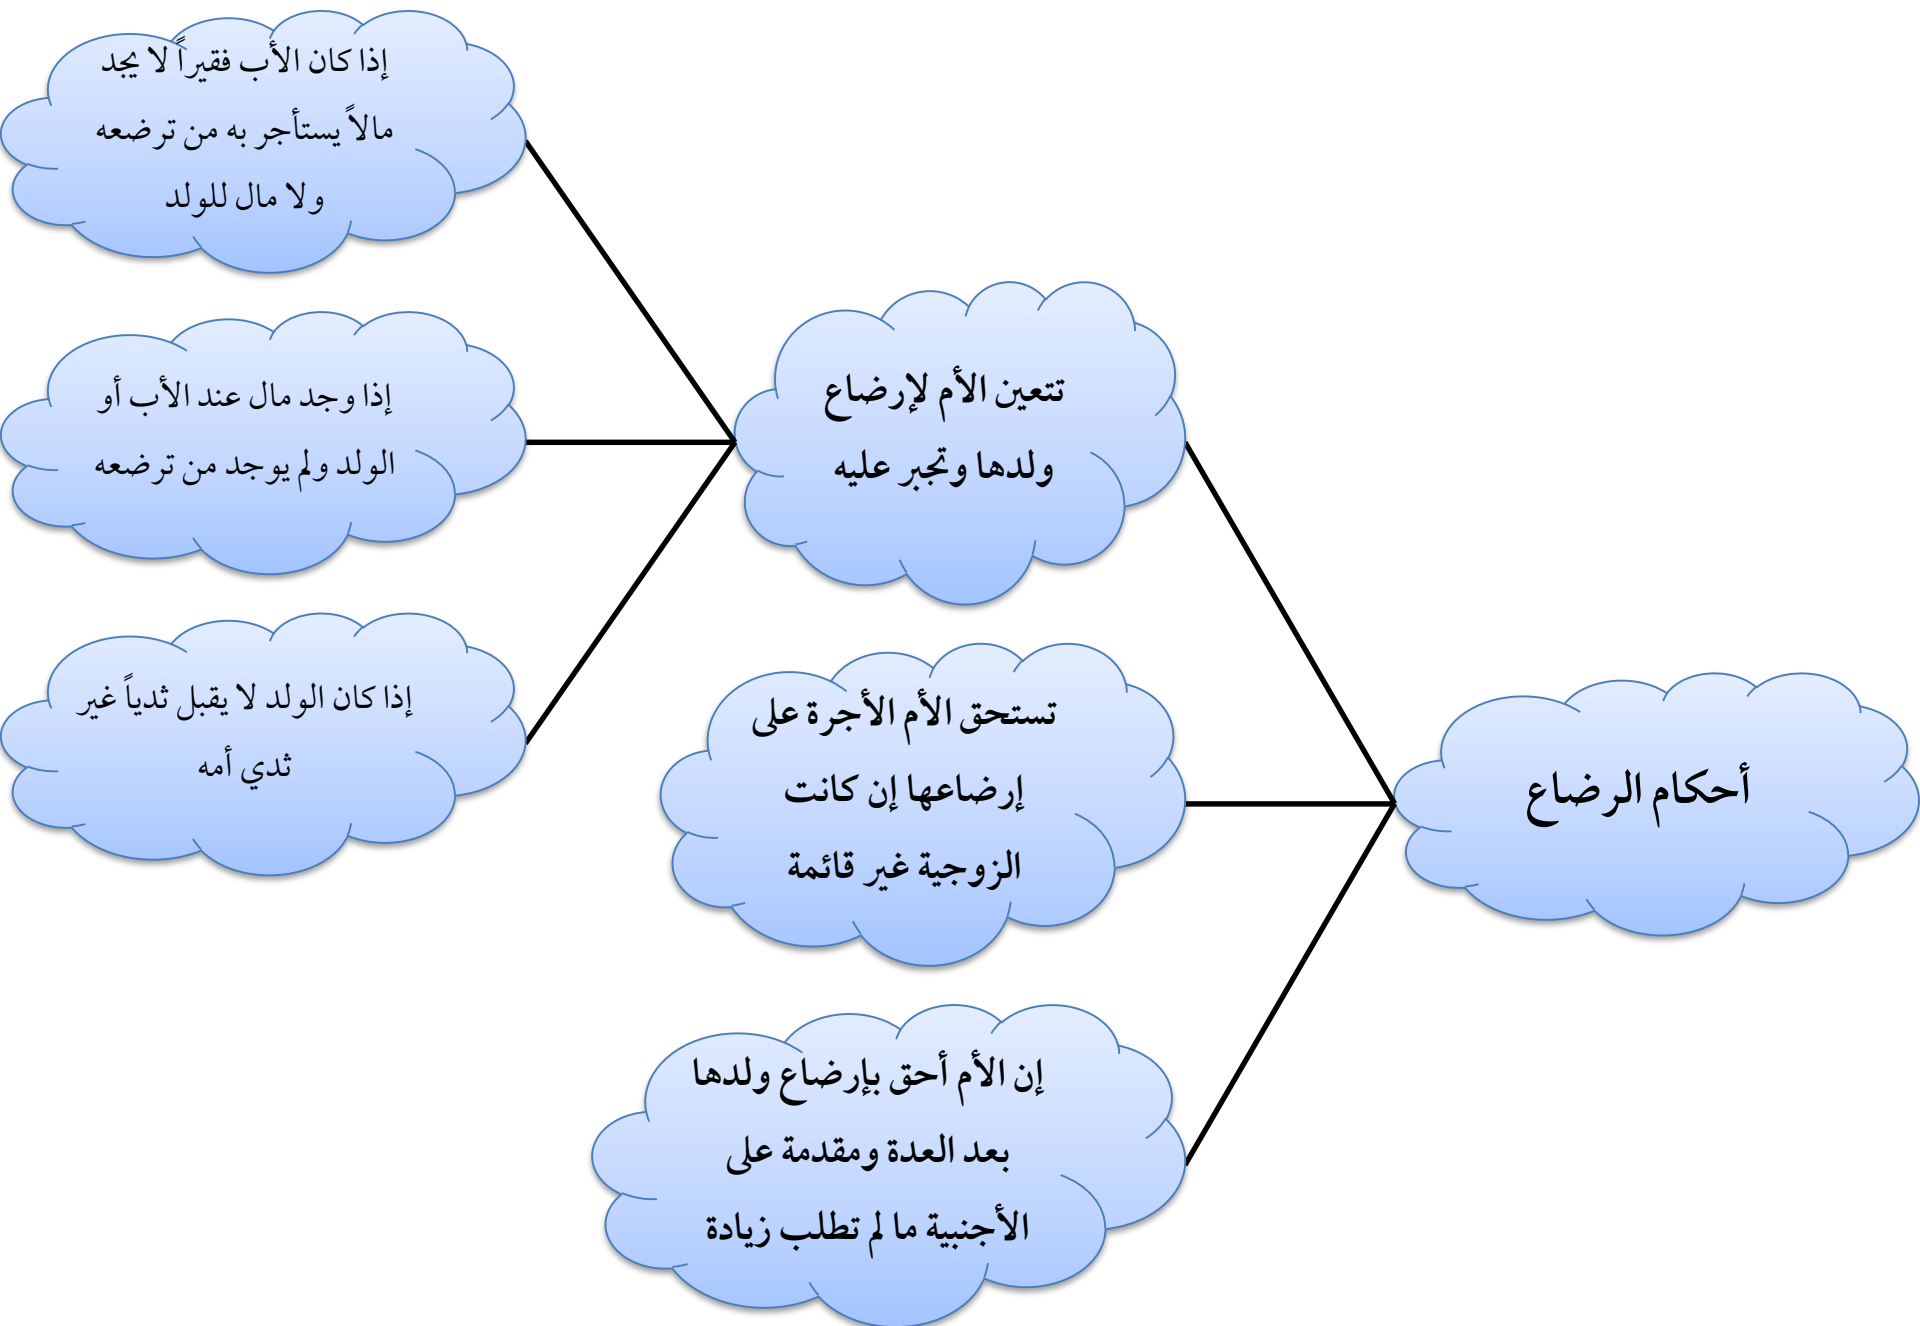 أحكام الرضاع
تتعين الأم لإرضاع
ولدها وتجبر عليه
إذا كان الأب فقيراً لا يجد
مالاً يستأجر به من ترضعه
ولا مال للولد
إذا وجد مال عند الأب أو
الولد ولم يوجد من ترضعه
إذا كان الولد لا يقبل ثدياً غير
ثدي أمه
تستحق الأم الأجرة على
إرضاعها إن كانت
الزوجية غير قائمة
إن الأم أحق بإرضاع ولدها
بعد العدة ومقدمة على
الأجنبية ما لم تطلب زيادة